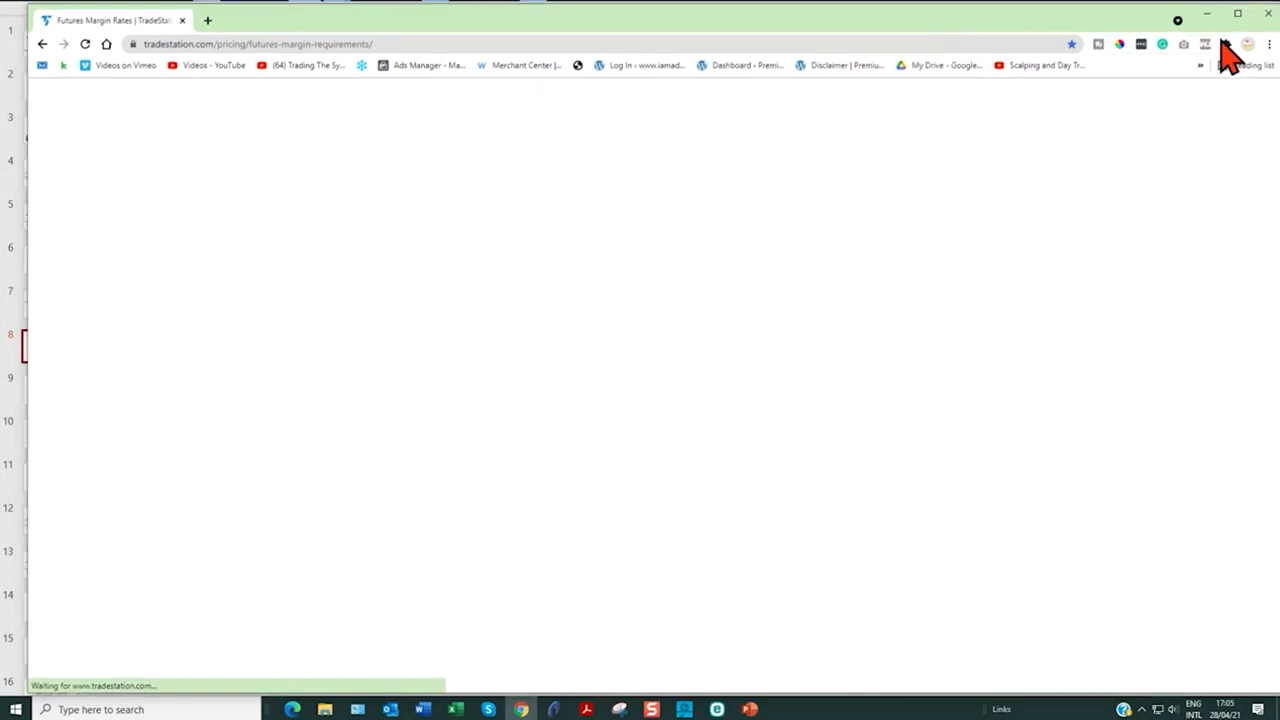 Futures Margin Rates | TradeStat
tradestation.com/pricing/futures-margin-requirements/
Videos on Vimeo
Videos - YouTube
(64) Trading The Sy...
Ads Manager - Ma...
Merchant Center |...
Log In ‹ www.iamad...
Dashboard ‹ Premi...
Disclaimer | Premiu...
My Drive - Google...
Scalping and Day Tr...
»
ding list
1
2
3
4
5
6
7
8
9
10
11
12
13
14
15
16
Waiting for www.tradestation.com...
Type here to search
Links
ENG
INTL
17:05
28/04/21